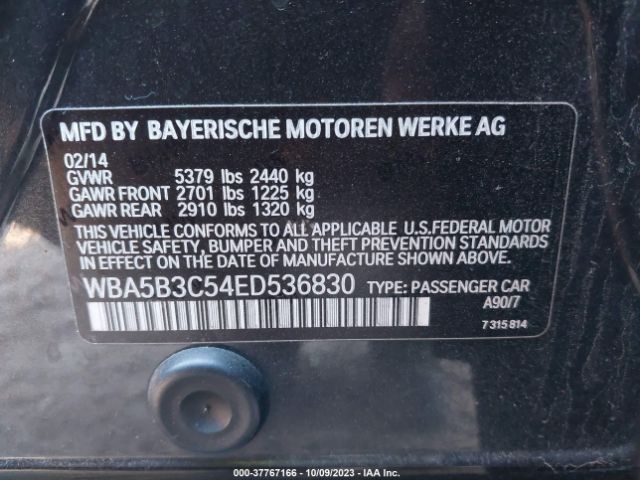 MFD BY BAYERISCHE MOTOREN WERKE AG
02/14
GVWR 5379 lbs 2440 kg
GAWR FRONT 2701 lbs 1225 kg
GAWR REAR 2910 lbs 1320 kg
THIS VEHICLE CONFORMS TO ALL APPLICABLE U.S.FEDERAL MOTOR
VEHICLE SAFETY, BUMPER AND THEFT PREVENTION STANDARDS
IN EFFECT ON THE DATE OF MANUFACTURE SHOWN ABOVE.
WBA5B3C54ED536830 TYPE: PASSENGER CAR
A90/7
7315814
000-37767166 - 10/09/2023 - IAA Inc.